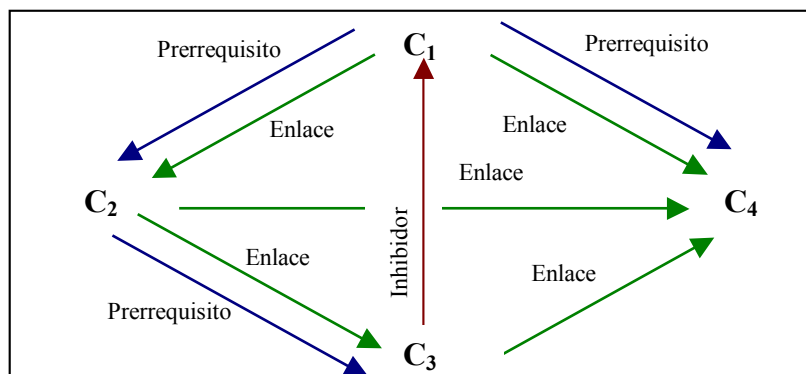 Prerrequisito
C₁
Prerrequisito
Enlace
Enlace
Enlace
C₂
C₄
Enlace
Inhibidor
Enlace
Prerrequisito
C₃